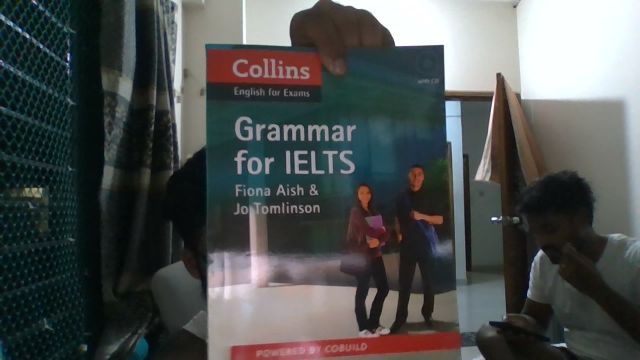 Collins
English for Exams
with CD
Grammar
for IELTS
Fiona Aish &
Jo Tomlinson
POWERED BY COBUILD